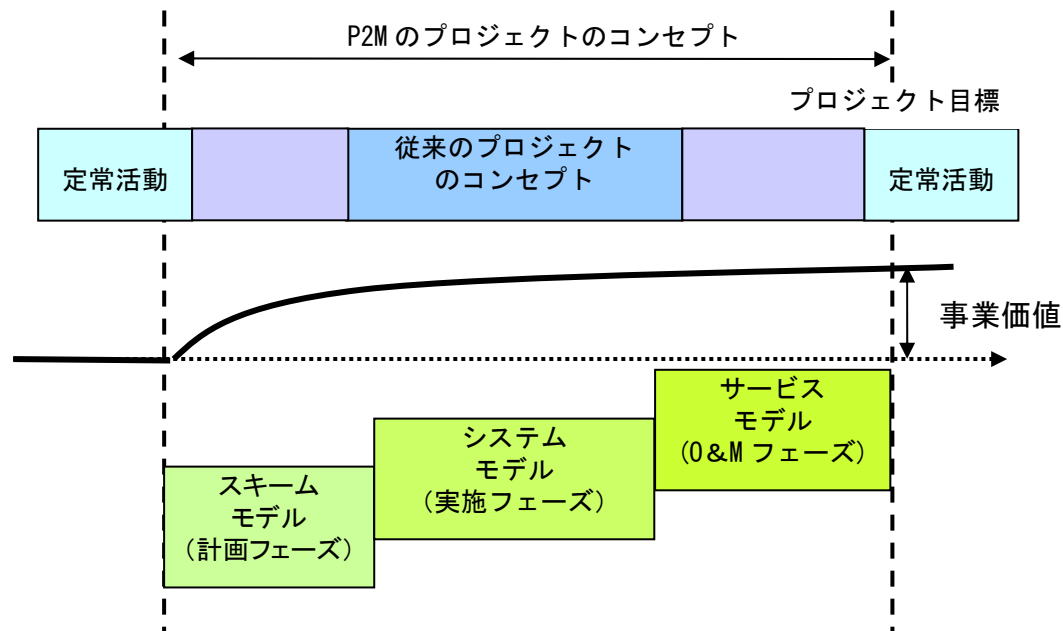 P2M のプロジェクトのコンセプト
プロジェクト目標
定常活動
従来のプロジェクト
のコンセプト
定常活動
事業価値
サービス
モデル
(O&M フェーズ)
システム
モデル
(実施フェーズ)
スキーム
モデル
(計画フェーズ)